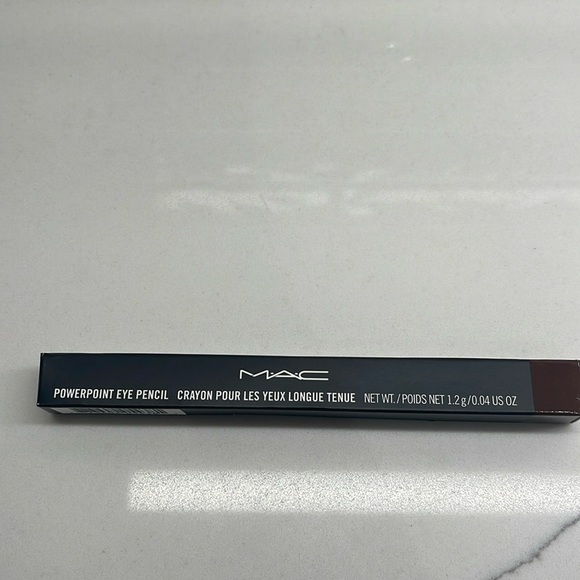 M·A·C
POWERPOINT EYE PENCIL CRAYON POUR LES YEUX LONGUE TENUE NET WT./POIDS NET 1.2 g/0.04 US OZ